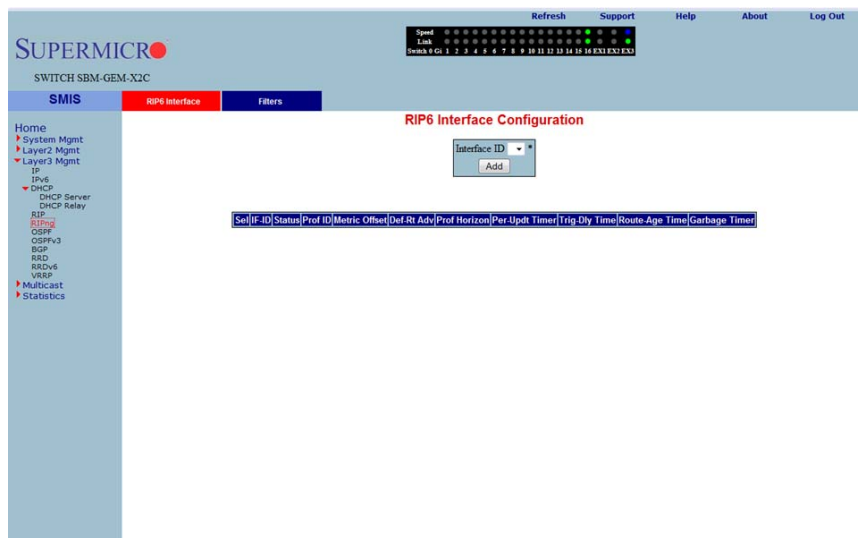 Refresh Support Help About Log Out
SUPERMICRO
SWITCH SBM-GEM-X2C
Speed
Link
Switch 0 Gi 1 2 3 4 5 6 7 8 9 10 11 12 13 14 15 16 EX1 EX2 EX3
SMIS
RIP6 Interface
Filters
Home
System Mgmt
Layer2 Mgmt
Layer3 Mgmt
IP
IPv6
DHCP
DHCP Server
DHCP Relay
RIP
RIPng
OSPF
OSPFv3
BGP
RRD
RRDv6
VRRP
Multicast
Statistics
RIP6 Interface Configuration
Interface ID *
Add
Sel IF-ID Status Prof ID Metric Offset Def-Rt Adv Prof Horizon Per-Updt Timer Trig-Dly Time Route-Age Time Garbage Timer